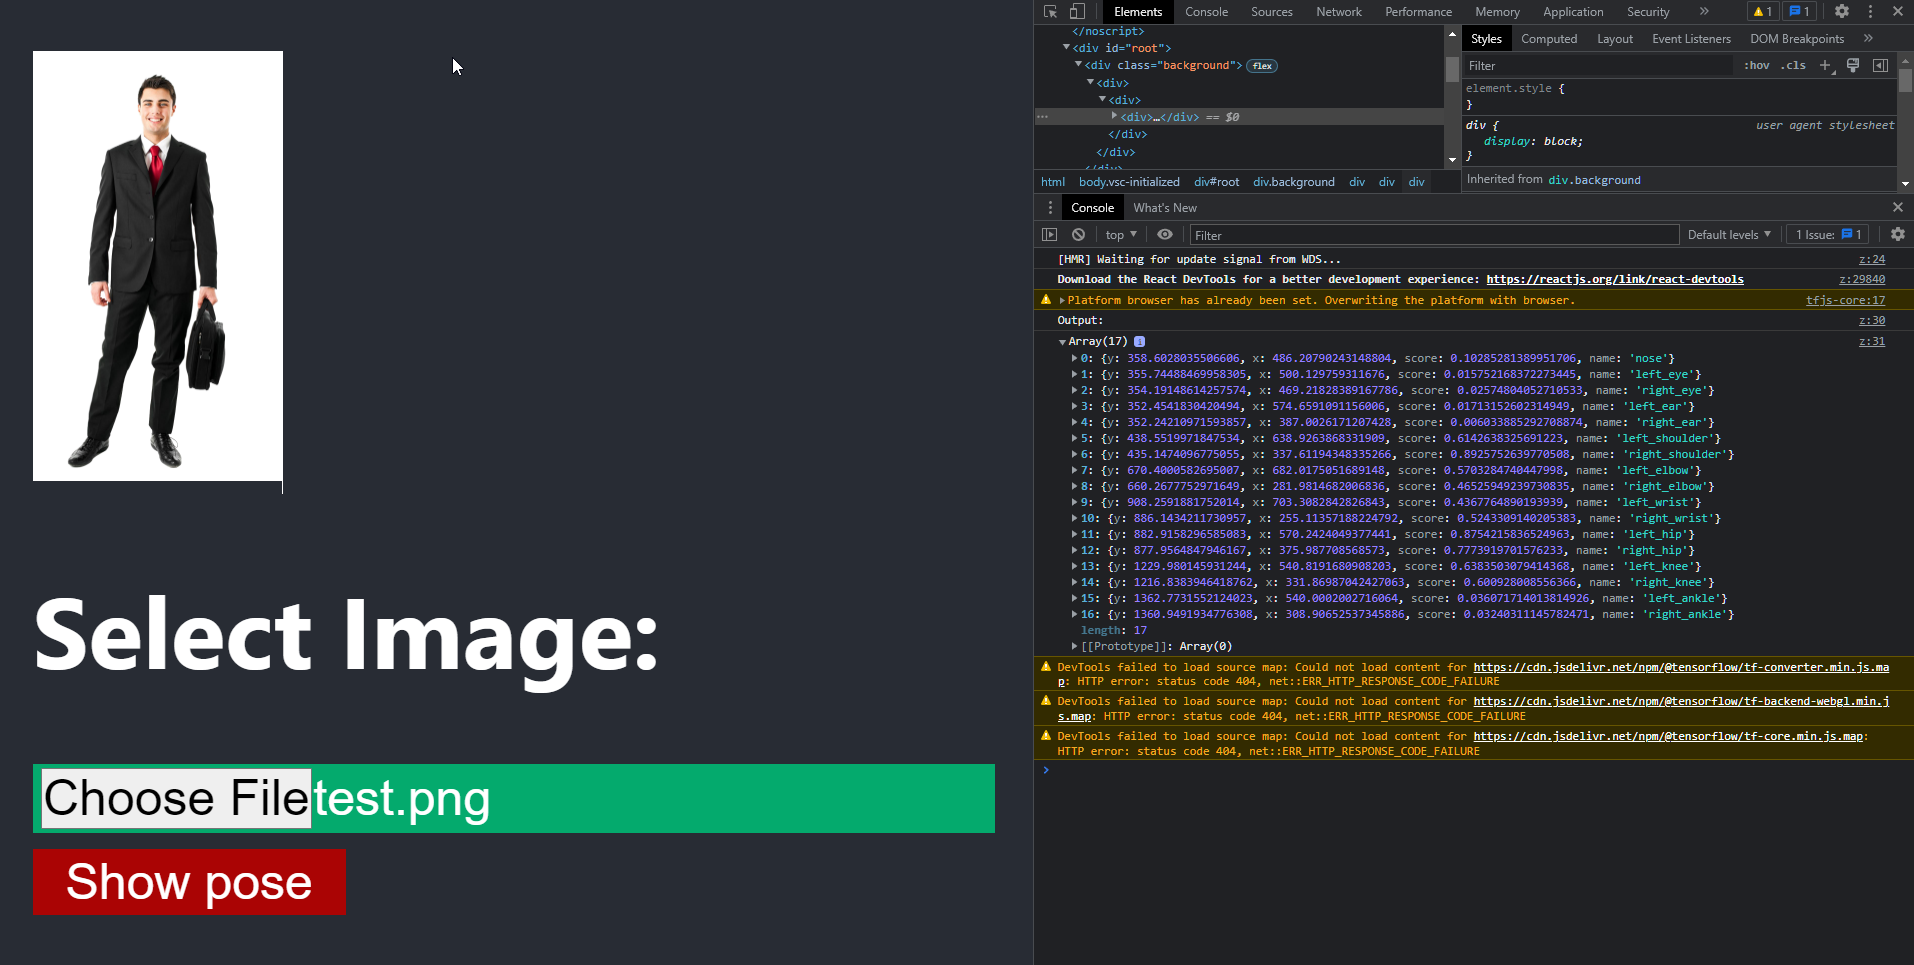 Select Image:
Choose File test.png
Show pose
Elements Console Sources Network Performance Memory Application Security » 1 1
</noscript>
<div id="root">
<div class="background"> flex
<div>
<div>
<div>…</div> == $0
</div>
</div>
html body.vsc-initialized div#root div.background div div div
Styles Computed Layout Event Listeners DOM Breakpoints »
Filter :hov .cls +
element.style {
}
div { user agent stylesheet
display: block;
}
Inherited from div.background
Console What's New
top Filter Default levels 1 Issue: 1
[HMR] Waiting for update signal from WDS... z:24
Download the React DevTools for a better development experience: https://reactjs.org/link/react-devtools z:29840
Platform browser has already been set. Overwriting the platform with browser. tfjs-core:17
Output: z:30
Array(17) i z:31
0: {y: 358.6028035506606, x: 486.20790243148804, score: 0.10285281389951706, name: 'nose'}
1: {y: 355.74488469958305, x: 500.129759311676, score: 0.015752168372273445, name: 'left_eye'}
2: {y: 354.19148614257574, x: 469.21828389167786, score: 0.02574804052710533, name: 'right_eye'}
3: {y: 352.4541830420494, x: 574.6591091156006, score: 0.01713152602314949, name: 'left_ear'}
4: {y: 352.24210971593857, x: 387.0026171207428, score: 0.006033885292708874, name: 'right_ear'}
5: {y: 438.5519971847534, x: 638.9263868331909, score: 0.6142638325691223, name: 'left_shoulder'}
6: {y: 435.1474096775055, x: 337.61194348335266, score: 0.8925752639770508, name: 'right_shoulder'}
7: {y: 670.4000582695007, x: 682.0175051689148, score: 0.5703284740447998, name: 'left_elbow'}
8: {y: 660.2677752971649, x: 281.9814682006836, score: 0.46525949239730835, name: 'right_elbow'}
9: {y: 908.2591881752014, x: 703.3082842826843, score: 0.4367764890193939, name: 'left_wrist'}
10: {y: 886.1434211730957, x: 255.11357188224792, score: 0.5243309140205383, name: 'right_wrist'}
11: {y: 882.9158296585083, x: 570.2424049377441, score: 0.8754215836524963, name: 'left_hip'}
12: {y: 877.9564847946167, x: 375.987708568573, score: 0.7773919701576233, name: 'right_hip'}
13: {y: 1229.980145931244, x: 540.8191680908203, score: 0.6383503079414368, name: 'left_knee'}
14: {y: 1216.8383946418762, x: 331.86987042427063, score: 0.600928008556366, name: 'right_knee'}
15: {y: 1362.7731552124023, x: 540.0002002716064, score: 0.036071714013814926, name: 'left_ankle'}
16: {y: 1360.9491934776308, x: 308.90652537345886, score: 0.03240311145782471, name: 'right_ankle'}
length: 17
[[Prototype]]: Array(0)
DevTools failed to load source map: Could not load content for https://cdn.jsdelivr.net/npm/@tensorflow/tf-converter.min.js.ma
p: HTTP error: status code 404, net::ERR_HTTP_RESPONSE_CODE_FAILURE
DevTools failed to load source map: Could not load content for https://cdn.jsdelivr.net/npm/@tensorflow/tf-backend-webgl.min.j
s.map: HTTP error: status code 404, net::ERR_HTTP_RESPONSE_CODE_FAILURE
DevTools failed to load source map: Could not load content for https://cdn.jsdelivr.net/npm/@tensorflow/tf-core.min.js.map:
HTTP error: status code 404, net::ERR_HTTP_RESPONSE_CODE_FAILURE